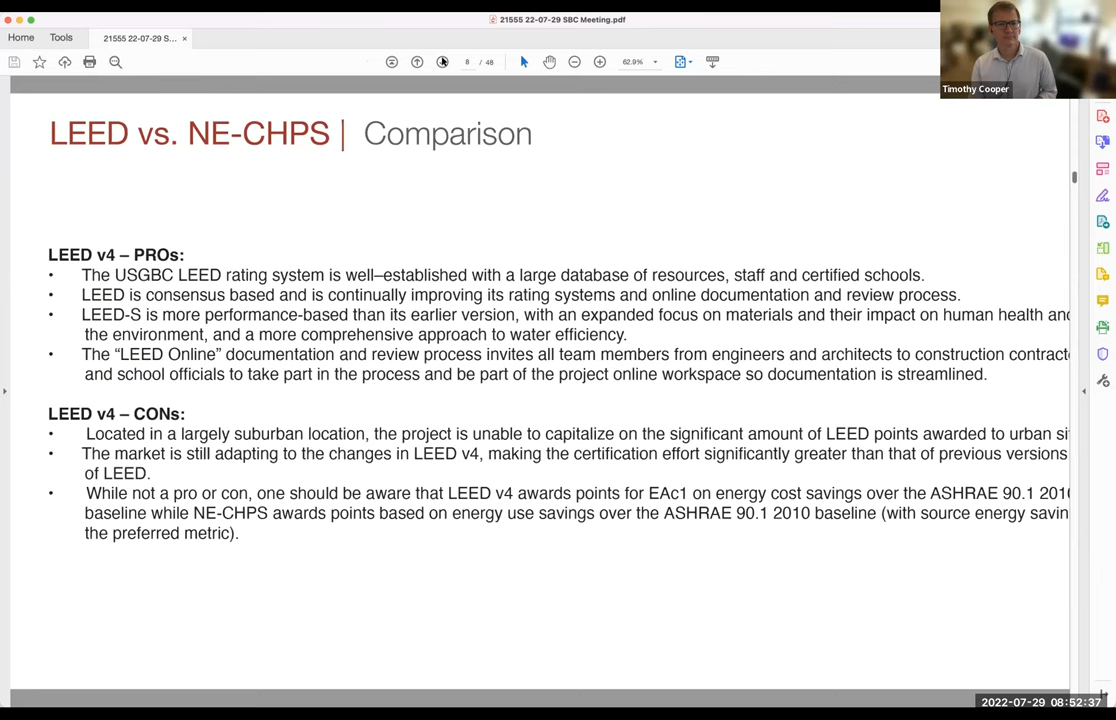 21555 22-07-29 SBC Meeting.pdf
Home Tools 21555 22-07-29 S... ×
8 / 48 62.9%
Timothy Cooper
LEED vs. NE-CHPS | Comparison
LEED v4 – PROs:
• The USGBC LEED rating system is well–established with a large database of resources, staff and certified schools.
• LEED is consensus based and is continually improving its rating systems and online documentation and review process.
• LEED-S is more performance-based than its earlier version, with an expanded focus on materials and their impact on human health and
the environment, and a more comprehensive approach to water efficiency.
• The “LEED Online” documentation and review process invites all team members from engineers and architects to construction contract
and school officials to take part in the process and be part of the project online workspace so documentation is streamlined.
LEED v4 – CONs:
• Located in a largely suburban location, the project is unable to capitalize on the significant amount of LEED points awarded to urban si
• The market is still adapting to the changes in LEED v4, making the certification effort significantly greater than that of previous versions
of LEED.
• While not a pro or con, one should be aware that LEED v4 awards points for EAc1 on energy cost savings over the ASHRAE 90.1 2010
baseline while NE-CHPS awards points based on energy use savings over the ASHRAE 90.1 2010 baseline (with source energy savin
the preferred metric).
2022-07-29 08:52:37